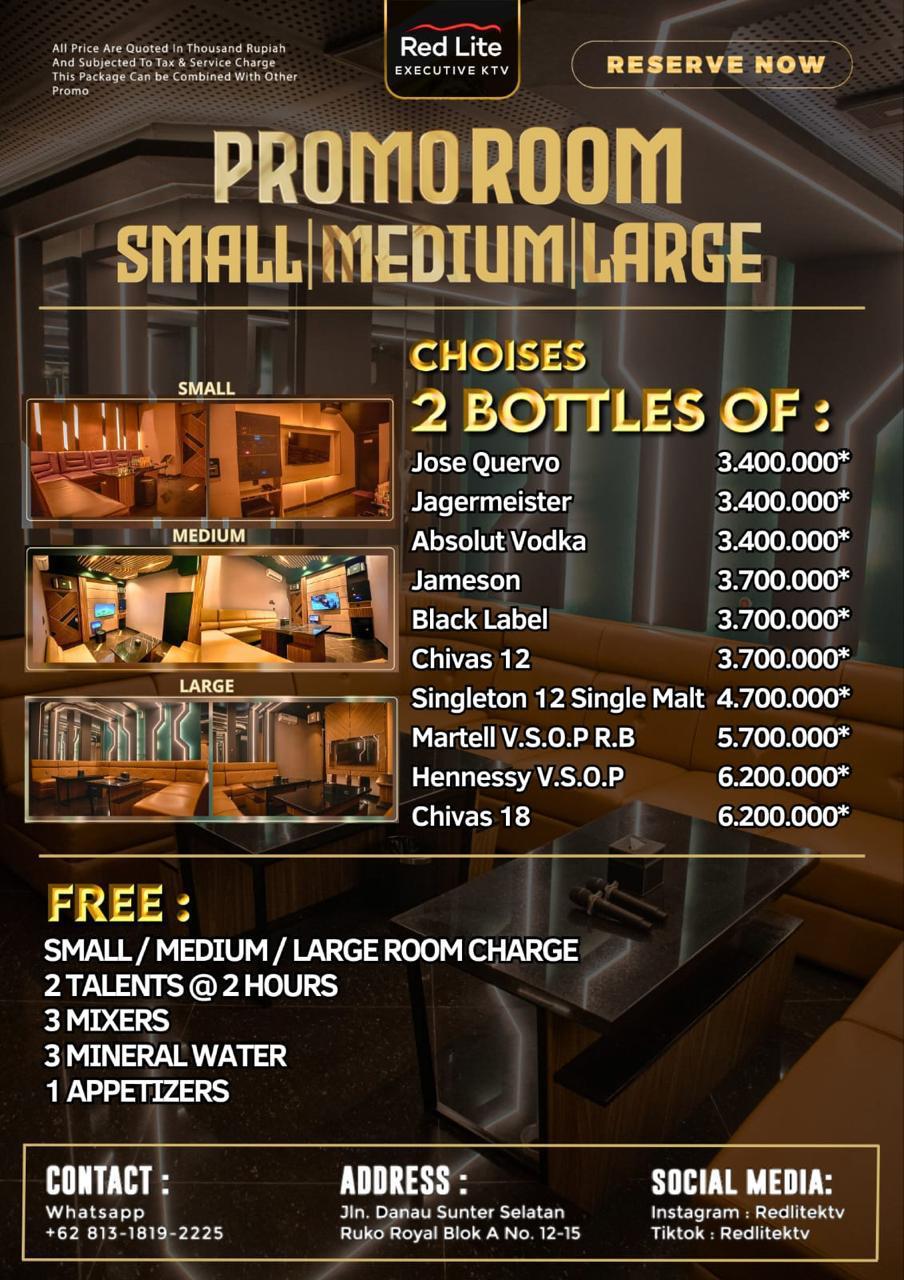 All Price Are Quoted In Thousand Rupiah
And Subjected To Tax & Service Charge
This Package Can be Combined With Other
Promo
Red Lite
EXECUTIVE KTV
RESERVE NOW
PROMO ROOM
SMALL|MEDIUM|LARGE
SMALL
MEDIUM
LARGE
CHOISES
2 BOTTLES OF :
Jose Quervo 3.400.000*
Jagermeister 3.400.000*
Absolut Vodka 3.400.000*
Jameson 3.700.000*
Black Label 3.700.000*
Chivas 12 3.700.000*
Singleton 12 Single Malt 4.700.000*
Martell V.S.O.P R.B 5.700.000*
Hennessy V.S.O.P 6.200.000*
Chivas 18 6.200.000*
FREE :
SMALL / MEDIUM / LARGE ROOM CHARGE
2 TALENTS @ 2 HOURS
3 MIXERS
3 MINERAL WATER
1 APPETIZERS
CONTACT :
Whatsapp
+62 813-1819-2225
ADDRESS :
Jln. Danau Sunter Selatan
Ruko Royal Blok A No. 12-15
SOCIAL MEDIA:
Instagram : Redlitektv
Tiktok : Redlitektv